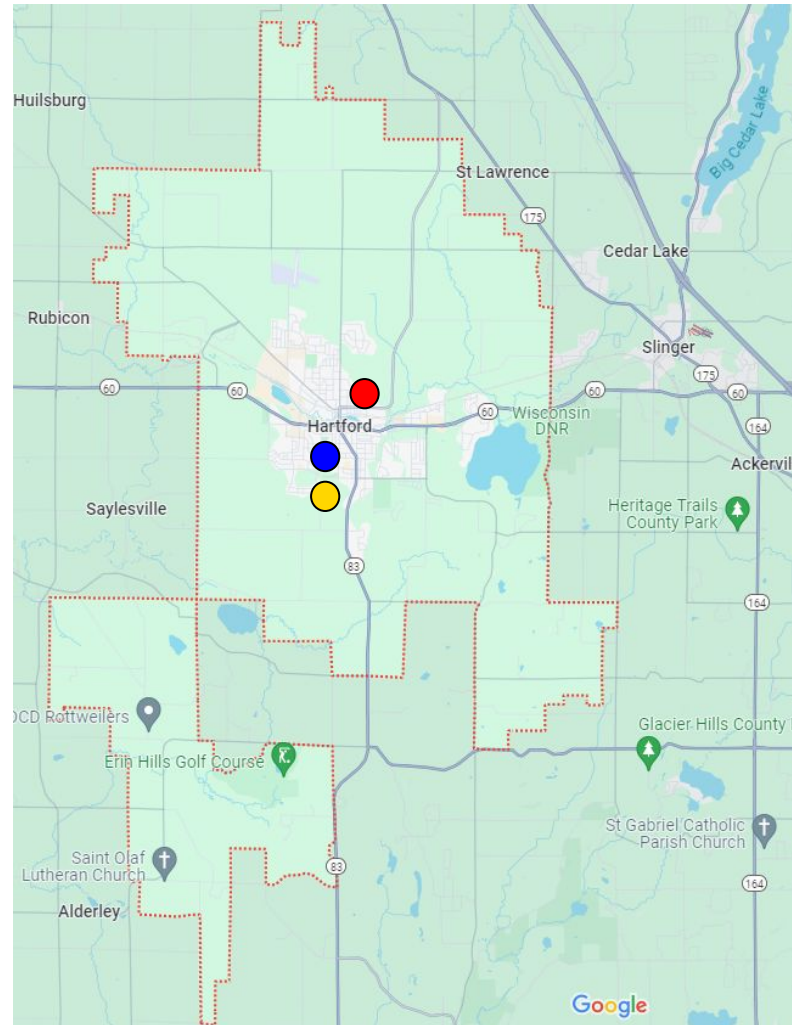 Huilsburg
Big Cedar Lake
St Lawrence
175
Cedar Lake
Rubicon
Slinger
60
60
60
175
60
60
Wisconsin
DNR
Hartford
164
Ackervil
Saylesville
Heritage Trails
County Park
83
164
OCD Rottweilers
Glacier Hills County
Erin Hills Golf Course
St Gabriel Catholic
Parish Church
Saint Olaf
Lutheran Church
83
164
Alderley
Google